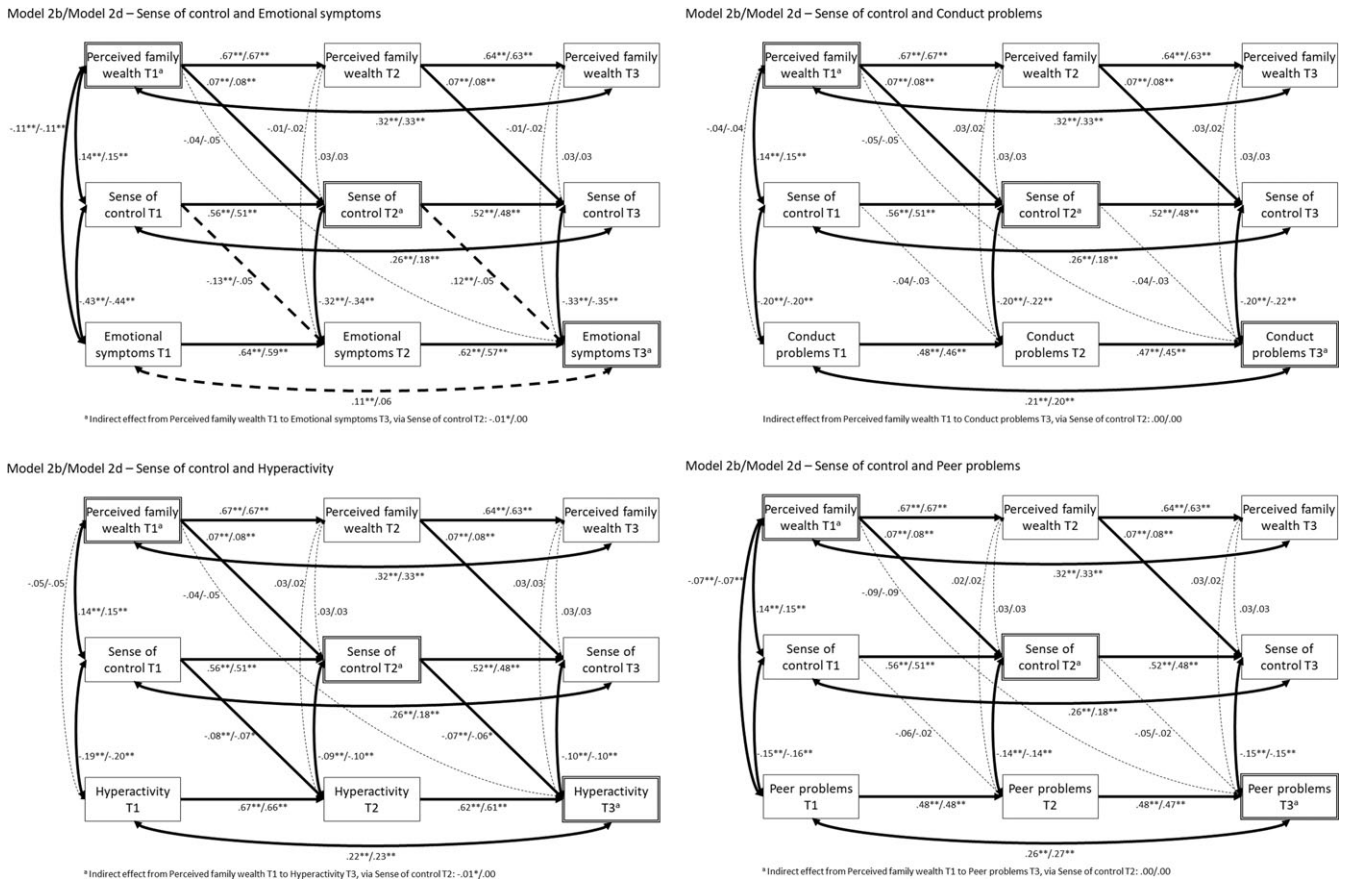 Model 2b/Model 2d – Sense of control and Emotional symptoms
Perceived family
wealth T1ª
.67**/.67**
Perceived family
wealth T2
.64**/.63**
Perceived family
wealth T3
.07**/.08**
.07**/.08**
.32**/.33**
-.11**/-.11**
-.04/-.05
-.01/-.02
-.01/-.02
.14**/.15**
.03/.03
.03/.03
Sense of
control T1
.56**/.51**
Sense of
control T2ª
.52**/.48**
Sense of
control T3
.26**/.18**
-.13**/-.05
.12**/-.05
-.43**/-.44**
-.32**/-.34**
-.33**/-.35**
Emotional
symptoms T1
.64**/.59**
Emotional
symptoms T2
.62**/.57**
Emotional
symptoms T3ª
.11**/.06
ª Indirect effect from Perceived family wealth T1 to Emotional symptoms T3, via Sense of control T2: -.01*/.00
Model 2b/Model 2d – Sense of control and Conduct problems
Perceived family
wealth T1ª
.67**/.67**
Perceived family
wealth T2
.64**/.63**
Perceived family
wealth T3
.07**/.08**
.07**/.08**
.32**/.33**
-.04/-.04
-.05/-.05
.03/.02
.03/.02
.14**/.15**
.03/.03
.03/.03
Sense of
control T1
.56**/.51**
Sense of
control T2ª
.52**/.48**
Sense of
control T3
.26**/.18**
-.04/-.03
-.04/-.03
-.20**/-.20**
-.20**/-.22**
-.20**/-.22**
Conduct
problems T1
.48**/.46**
Conduct
problems T2
.47**/.45**
Conduct
problems T3ª
.21**/.20**
Indirect effect from Perceived family wealth T1 to Conduct problems T3, via Sense of control T2: .00/.00
Model 2b/Model 2d – Sense of control and Hyperactivity
Perceived family
wealth T1ª
.67**/.67**
Perceived family
wealth T2
.64**/.63**
Perceived family
wealth T3
.07**/.08**
.07**/.08**
.32**/.33**
-.05/-.05
-.04/-.05
.03/.02
.03/.03
.14**/.15**
.03/.03
.03/.03
Sense of
control T1
.56**/.51**
Sense of
control T2ª
.52**/.48**
Sense of
control T3
.26**/.18**
-.08**/-.07*
-.07**/-.06*
-.19**/-.20**
-.09**/-.10**
-.10**/-.10**
Hyperactivity
T1
.67**/.66**
Hyperactivity
T2
.62**/.61**
Hyperactivity
T3ª
.22**/.23**
ª Indirect effect from Perceived family wealth T1 to Hyperactivity T3, via Sense of control T2: -.01*/.00
Model 2b/Model 2d – Sense of control and Peer problems
Perceived family
wealth T1ª
.67**/.67**
Perceived family
wealth T2
.64**/.63**
Perceived family
wealth T3
.07**/.08**
.07**/.08**
.32**/.33**
-.07**/-.07**
-.09/-.09
.02/.02
.03/.02
.14**/.15**
.03/.03
.03/.03
Sense of
control T1
.56**/.51**
Sense of
control T2ª
.52**/.48**
Sense of
control T3
.26**/.18**
-.06/-.02
-.05/-.02
-.15**/-.16**
-.14**/-.14**
-.15**/-.15**
Peer problems
T1
.48**/.48**
Peer problems
T2
.48**/.47**
Peer problems
T3ª
.26**/.27**
ª Indirect effect from Perceived family wealth T1 to Peer problems T3, via Sense of control T2: .00/.00